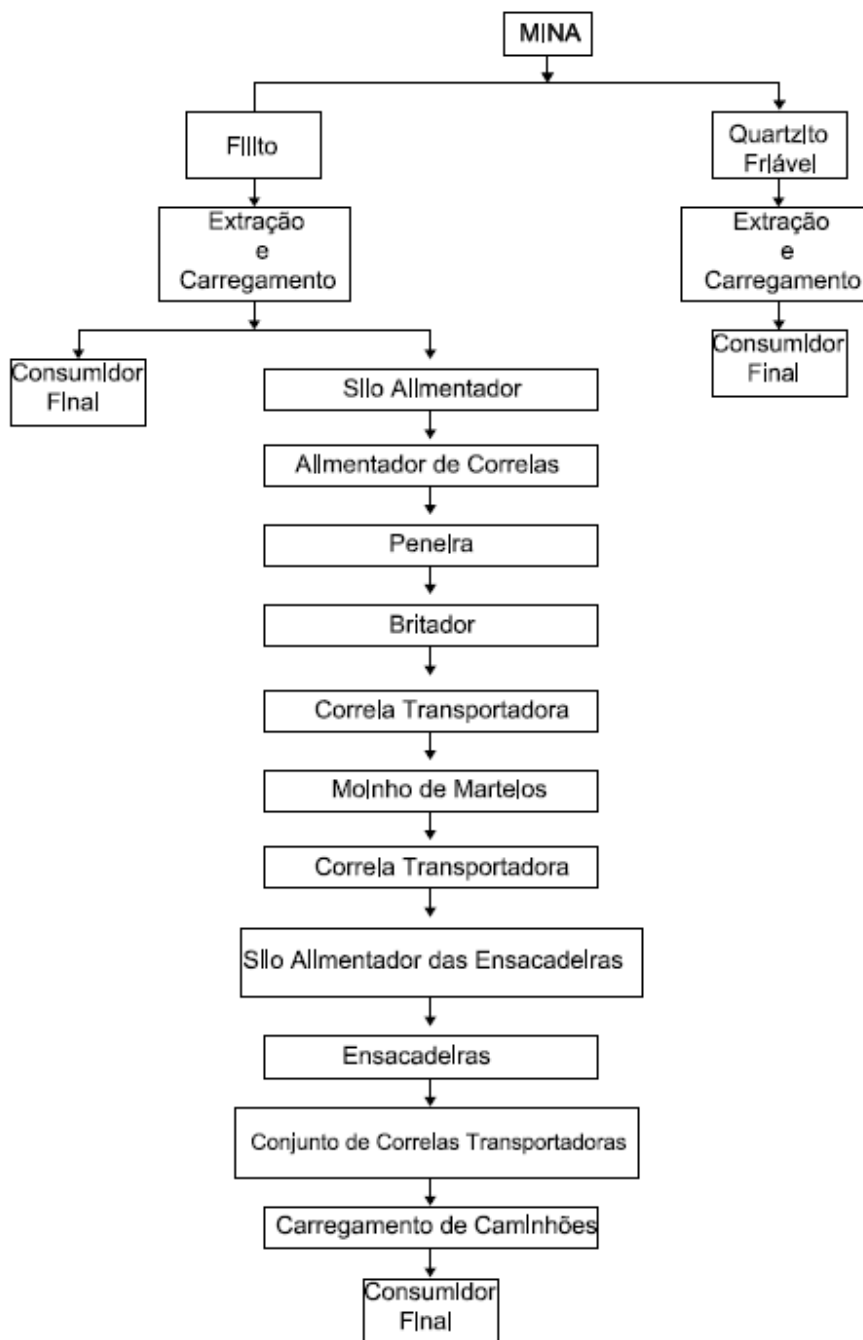 MINA
Filito
Quartzito
Friável
Extração
e
Carregamento
Extração
e
Carregamento
Consumidor
Final
Consumidor
Final
Silo Alimentador
Alimentador de Correias
Peneira
Britador
Correia Transportadora
Moinho de Martelos
Correia Transportadora
Silo Alimentador das Ensacadeiras
Ensacadeiras
Conjunto de Correias Transportadoras
Carregamento de Caminhões
Consumidor
Final